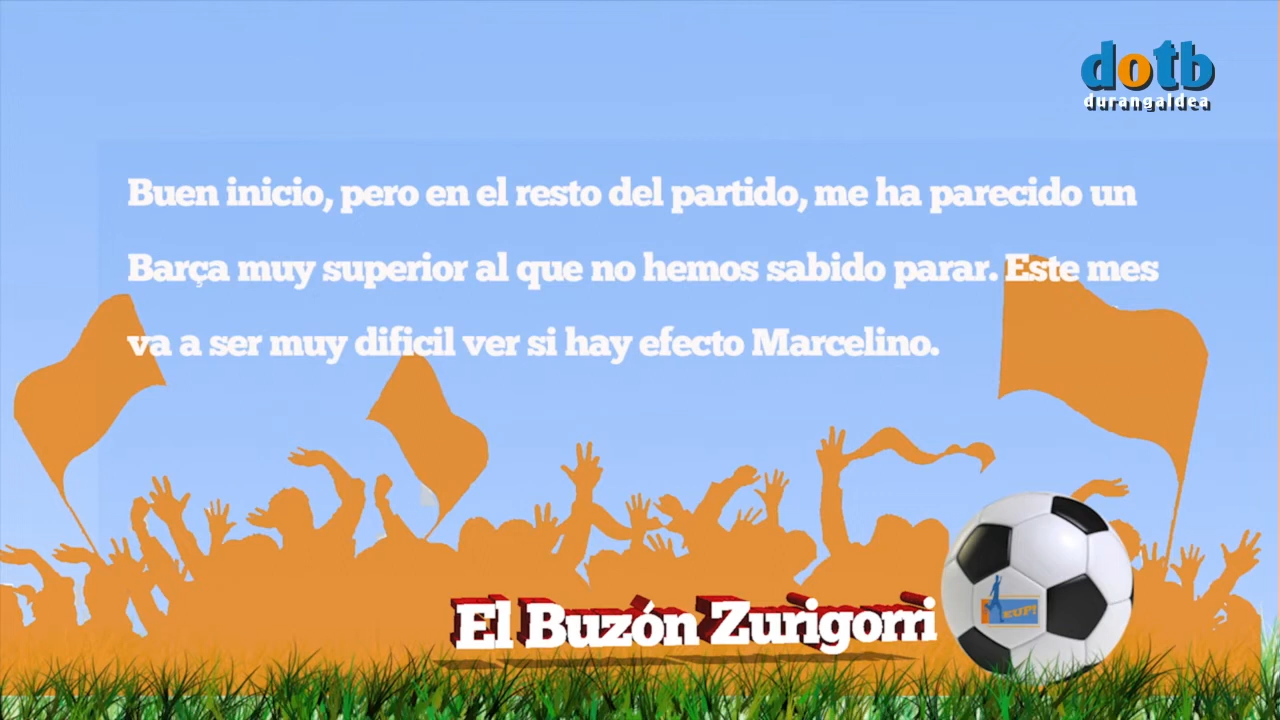 dotb
durangaldea
Buen inicio, pero en el resto del partido, me ha parecido un
Barça muy superior al que no hemos sabido parar. Este mes
va a ser muy dificil ver si hay efecto Marcelino.
KUFI
El Buzón Zurigorri